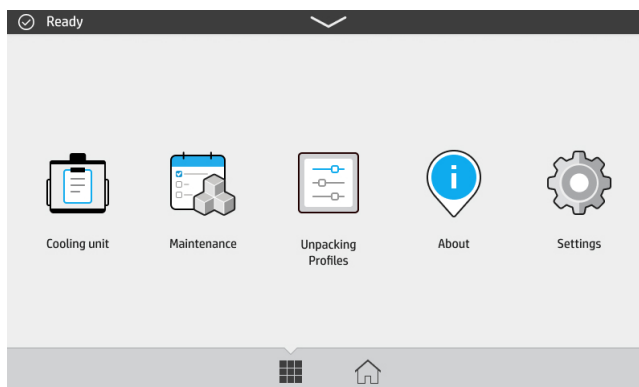 Ready
Cooling unit
Maintenance
Unpacking
Profiles
About
Settings